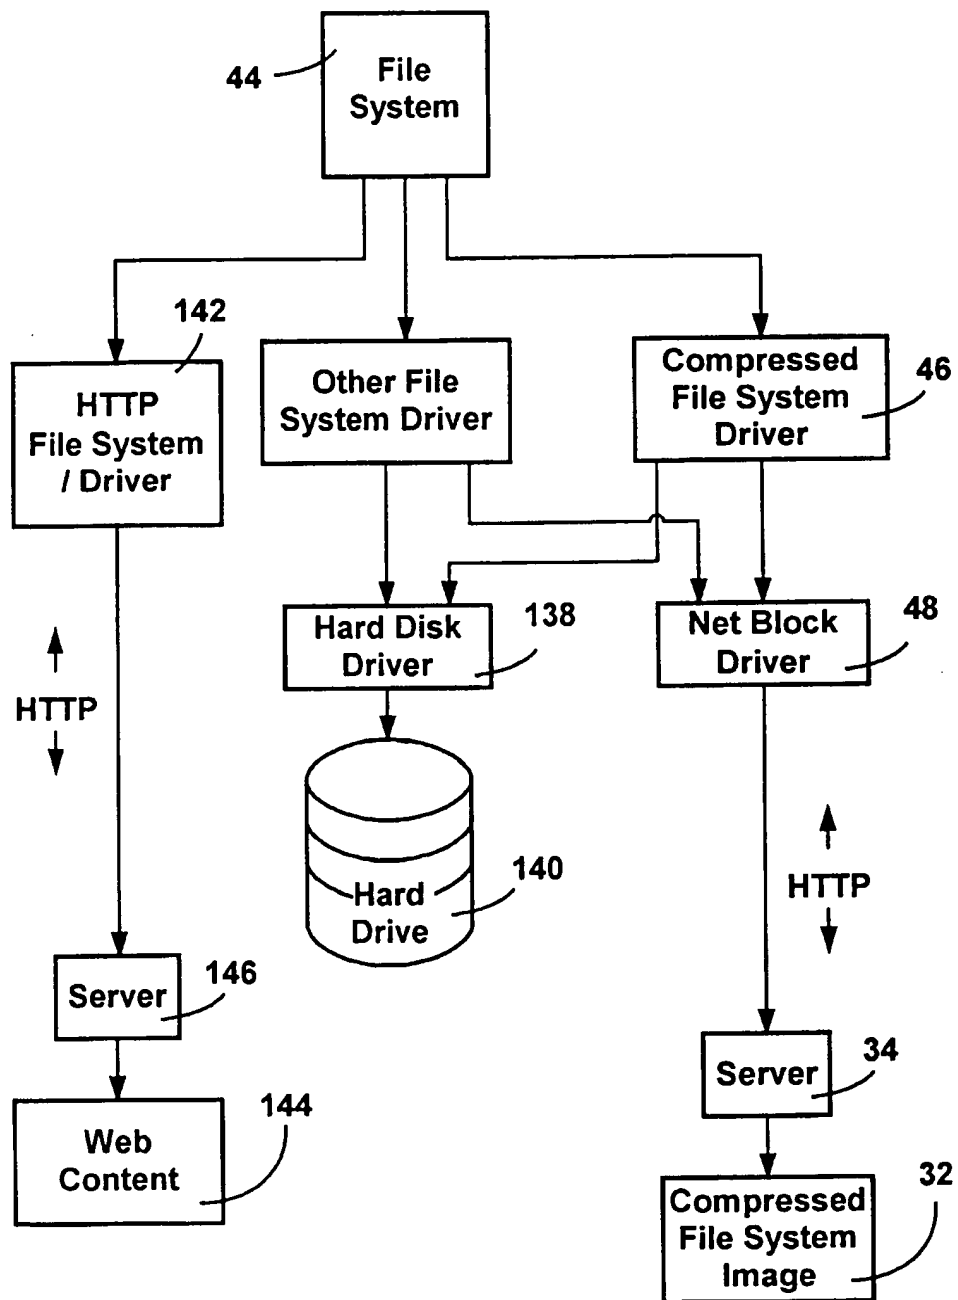 44
File
System
142
HTTP
File System
/ Driver
Other File
System Driver
Compressed
File System
Driver
46
HTTP
Hard Disk
Driver
138
Net Block
Driver
48
Hard
Drive
140
HTTP
Server
146
Server
34
Web
Content
144
Compressed
File System
Image
32